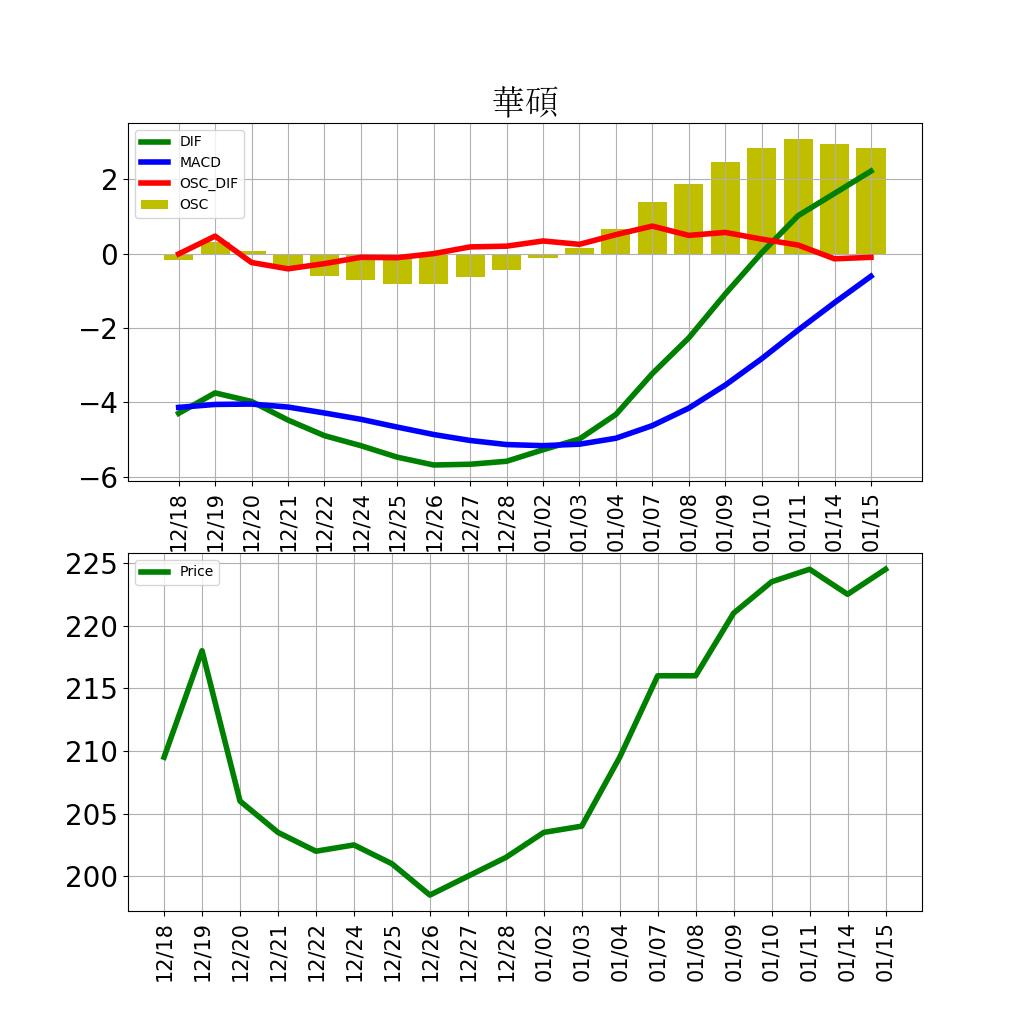 華碩
DIF
MACD
OSC_DIF
OSC
2
0
−2
−4
−6
12/18 12/19 12/20 12/21 12/22 12/24 12/25 12/26 12/27 12/28 01/02 01/03 01/04 01/07 01/08 01/09 01/10 01/11 01/14 01/15
Price
225
220
215
210
205
200
12/18 12/19 12/20 12/21 12/22 12/24 12/25 12/26 12/27 12/28 01/02 01/03 01/04 01/07 01/08 01/09 01/10 01/11 01/14 01/15